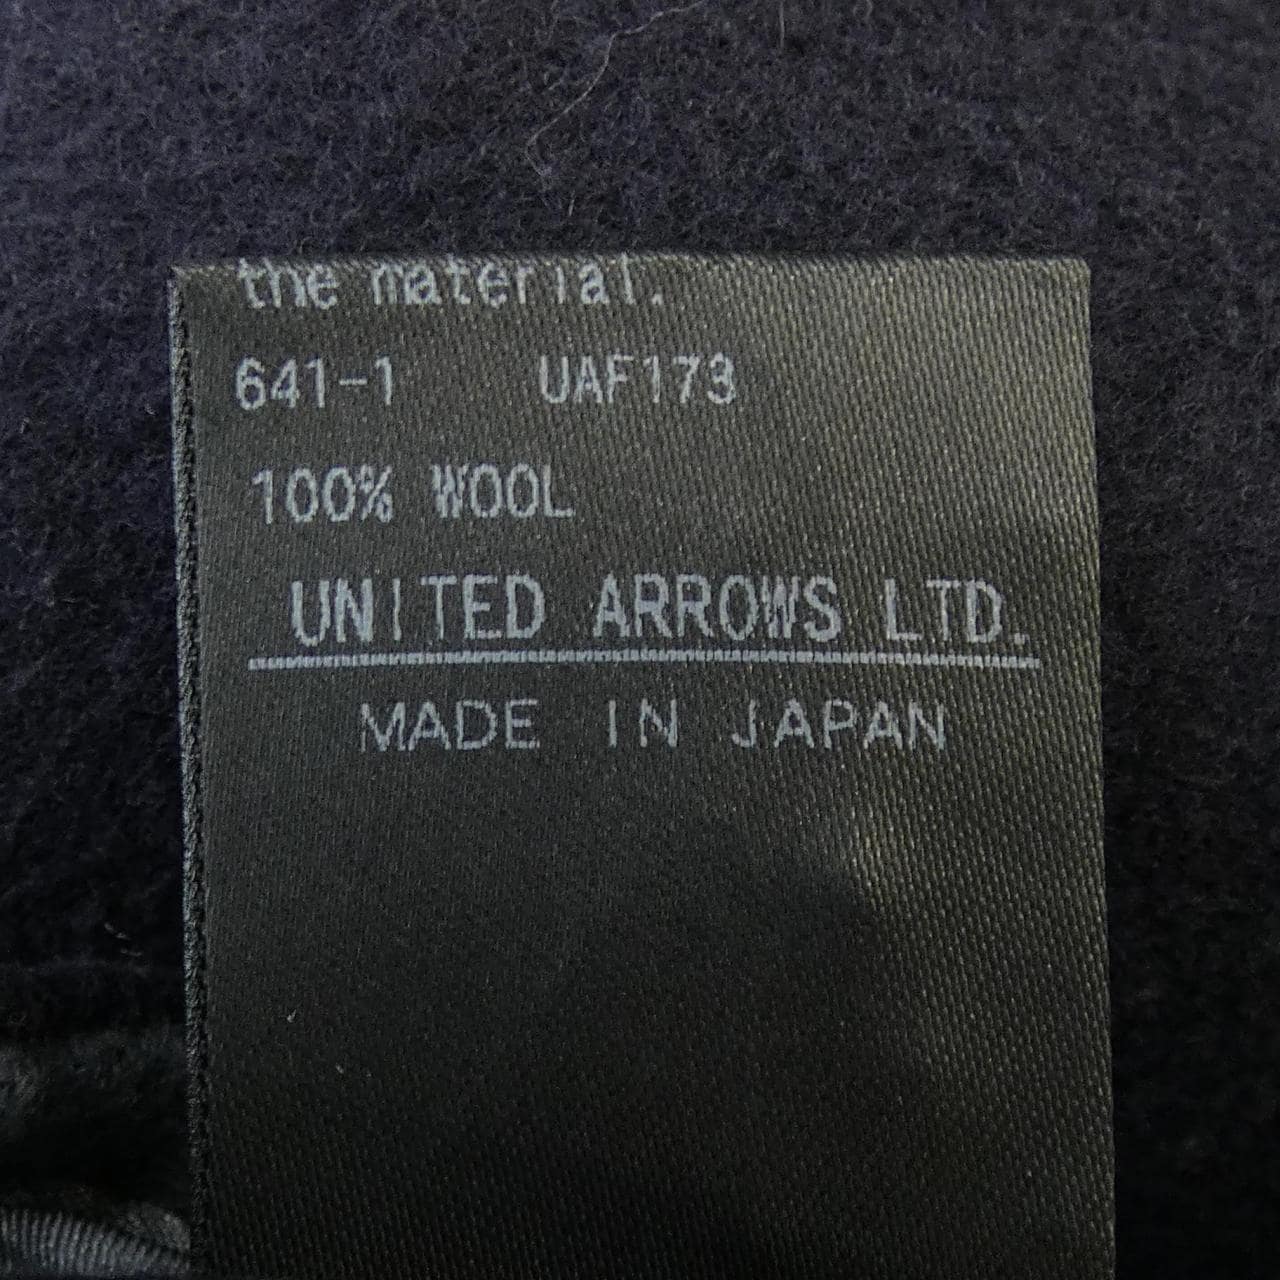 the material.
641-1 UAF173
100% WOOL
UNITED ARROWS LTD.
MADE IN JAPAN